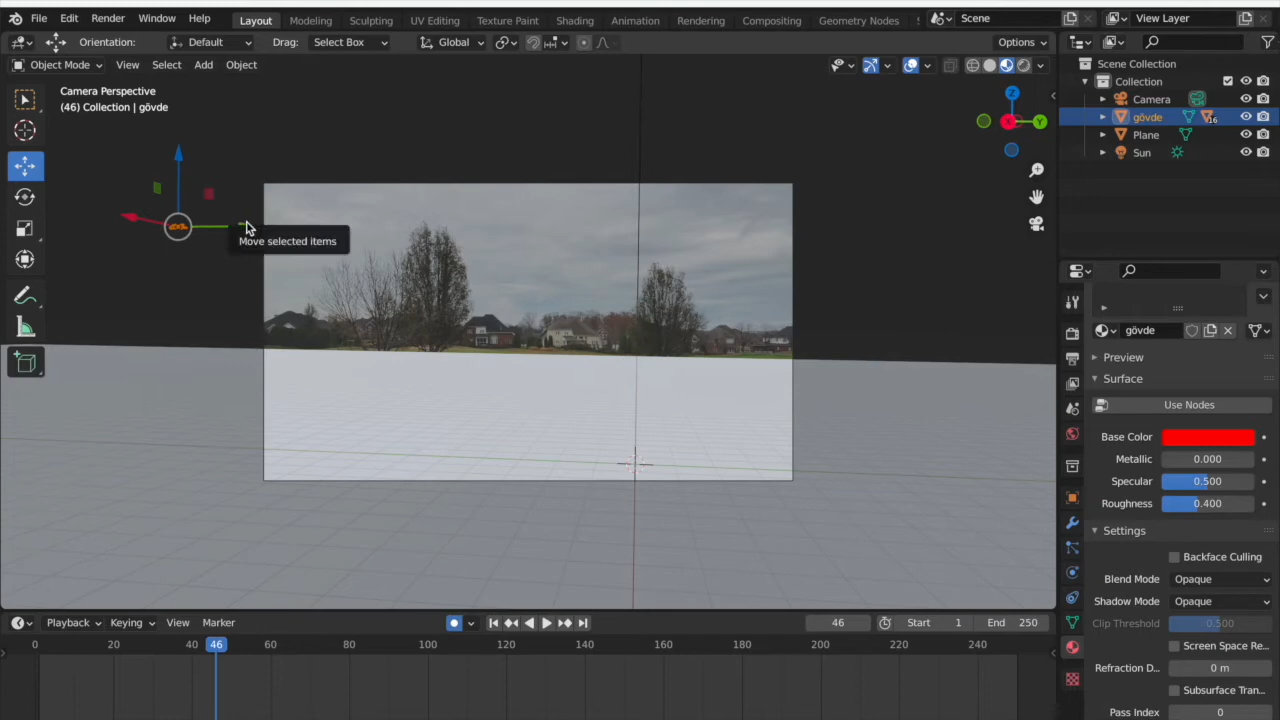 File Edit Render Window Help Layout Modeling Sculpting UV Editing Texture Paint Shading Animation Rendering Compositing Geometry Nodes Scene View Layer
Orientation: Default Drag: Select Box Global Options
Object Mode View Select Add Object
Camera Perspective
(46) Collection | gövde
Z
Y
Move selected items
Scene Collection
Collection
Camera
gövde 16
Plane
Sun
gövde
Preview
Surface
Use Nodes
Base Color
Metallic 0.000
Specular 0.500
Roughness 0.400
Settings
Backface Culling
Blend Mode Opaque
Shadow Mode Opaque
Clip Threshold 0.500
Screen Space Re...
Refraction D... 0 m
Subsurface Tran...
Pass Index 0
Playback Keying View Marker 46 Start 1 End 250
0 20 46 60 80 100 120 140 160 180 200 220 240